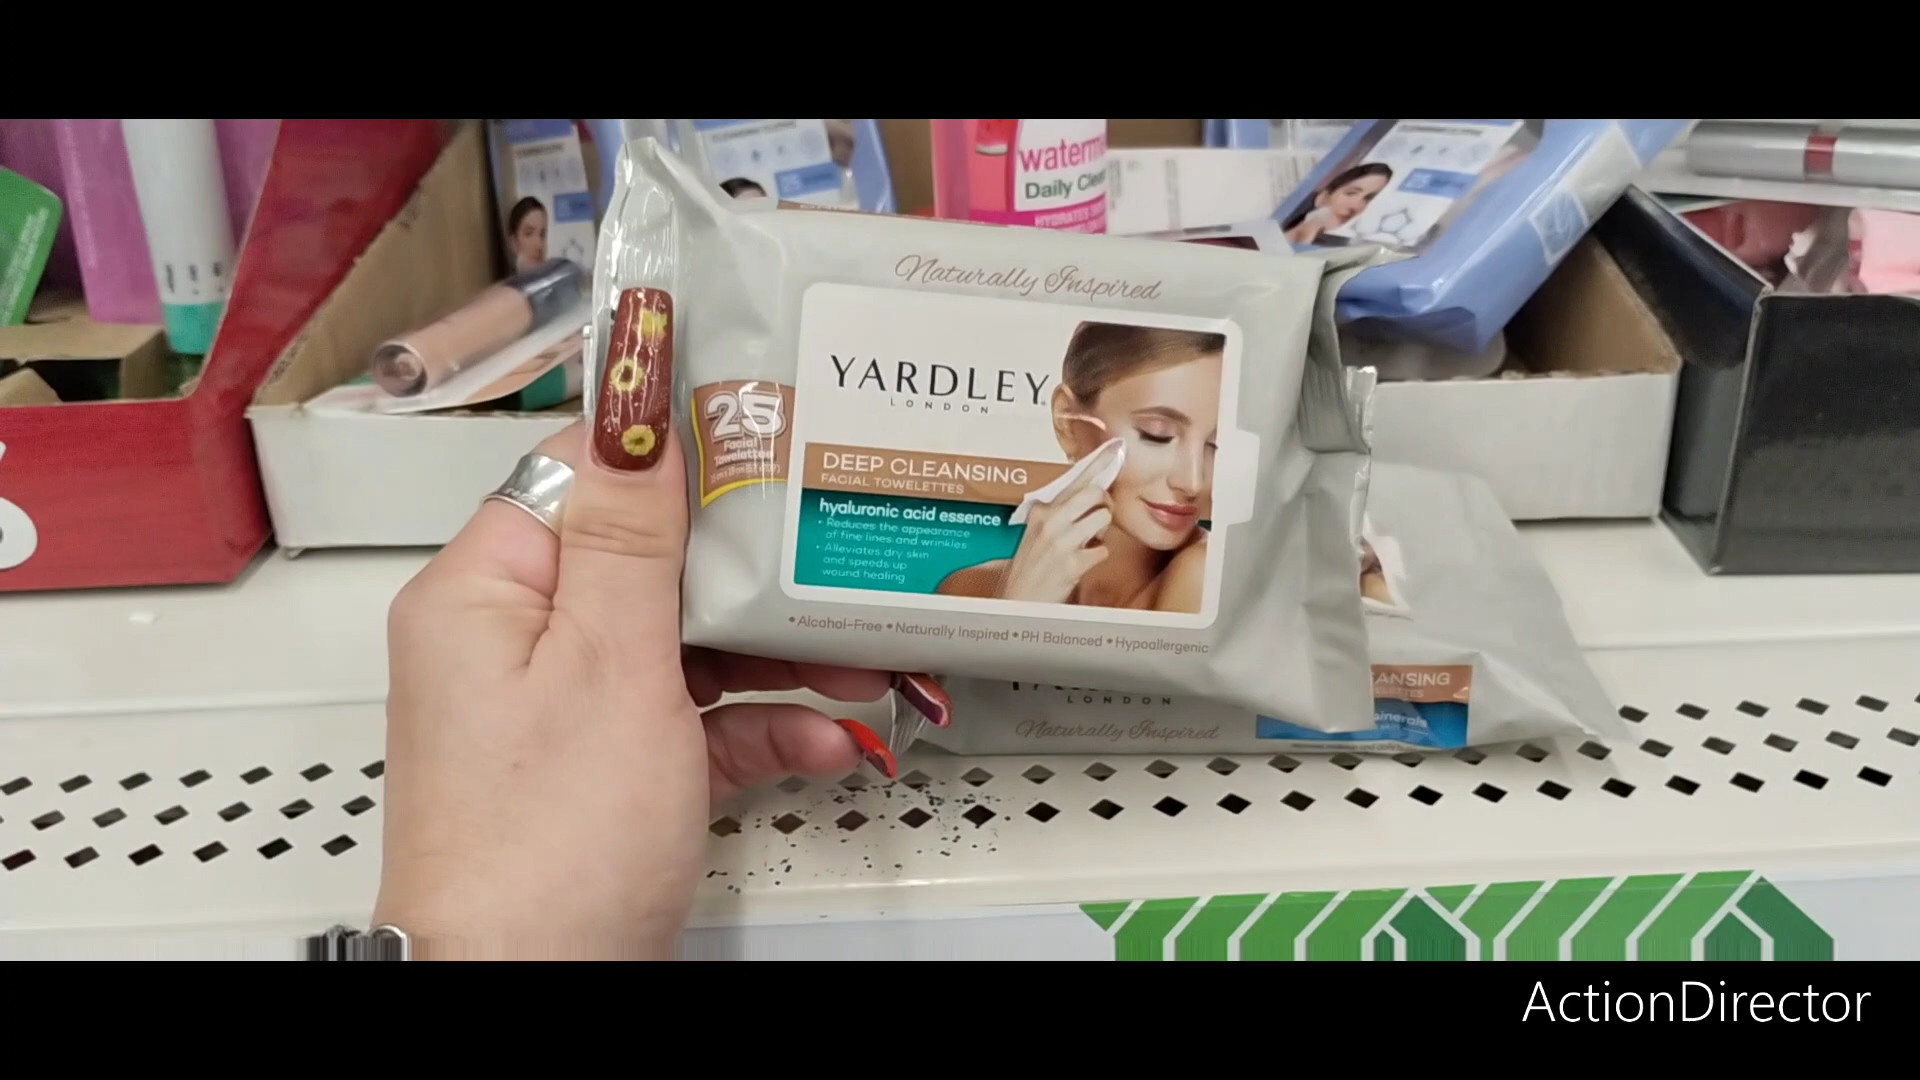 waterm
Daily Clea
HYDRATES
Naturally Inspired
YARDLEY
LONDON
25
Facial
Towelettes
DEEP CLEANSING
FACIAL TOWELETTES
hyaluronic acid essence
• Reduces the appearance
of fine lines and wrinkles
• Alleviates dry skin
and speeds up
wound healing
• Alcohol-Free • Naturally Inspired • PH Balanced • Hypoallergenic
LONDON
Naturally Inspired
ANSING
minerals
ActionDirector